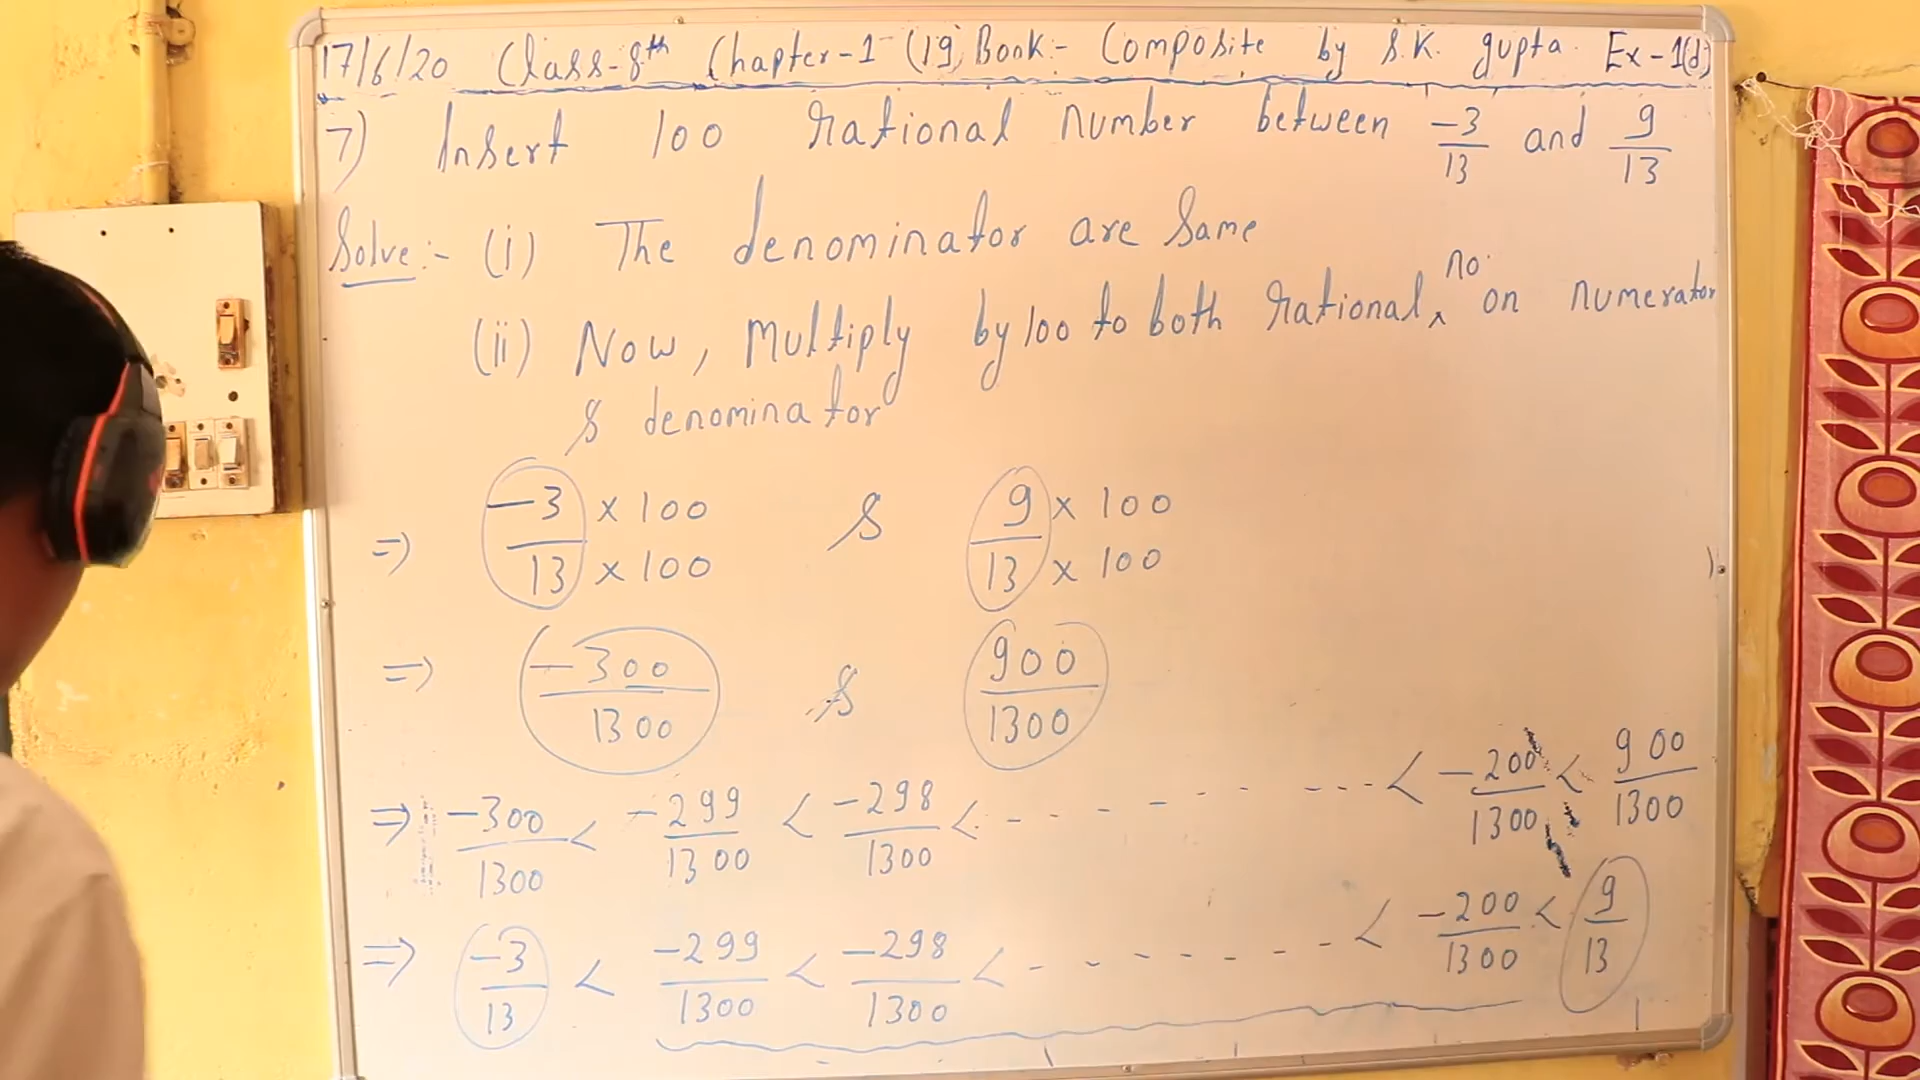 17/6/20 Class-8th Chapter-1 (19) Book:- Composite by S.K. gupta. Ex-1(d)
7) Insert 100 rational number between -3/13 and 9/13
Solve:- (i) The denominator are same
(ii) Now, Multiply by 100 to both rational no. on numerator
& denominator
=> -3 × 100 / 13 × 100 & 9 × 100 / 13 × 100
=> -300/1300 & 900/1300
=> -300/1300 < -299/1300 < -298/1300 < - - - - - - - - - < -200/1300 < 900/1300
=> -3/13 < -299/1300 < -298/1300 < - - - - - - - - < -200/1300 < 9/13